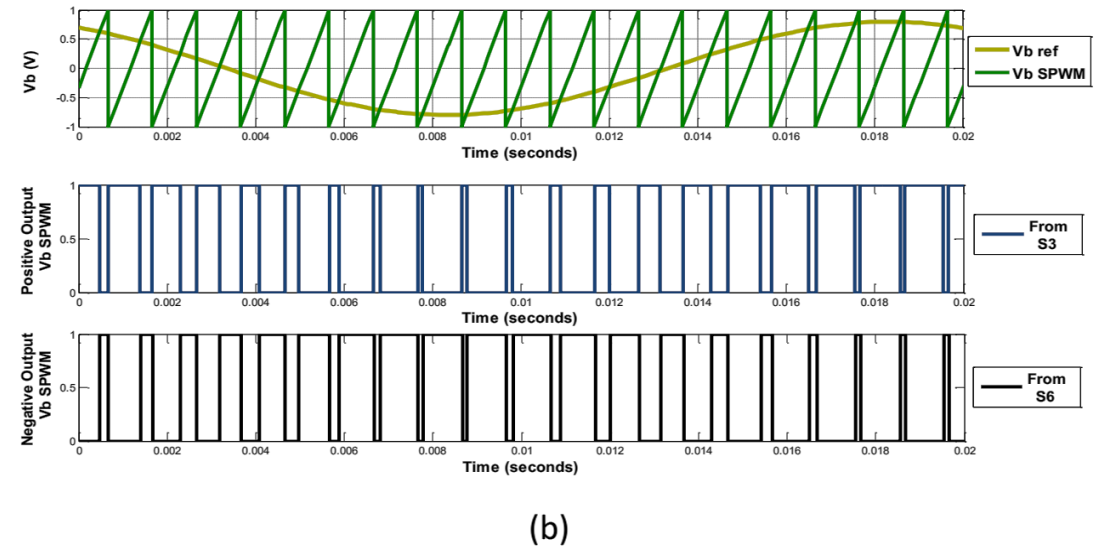 Vb (V)
1
0.5
0
-0.5
-1
0
0.002
0.004
0.006
0.008
0.01
0.012
0.014
0.016
0.018
0.02
Time (seconds)
Vb ref
Vb SPWM
Positive Output
Vb SPWM
1
0.5
0
0
0.002
0.004
0.006
0.008
0.01
0.012
0.014
0.016
0.018
0.02
Time (seconds)
From
S3
Negative Output
Vb SPWM
1
0.5
0
0
0.002
0.004
0.006
0.008
0.01
0.012
0.014
0.016
0.018
0.02
Time (seconds)
From
S6
(b)